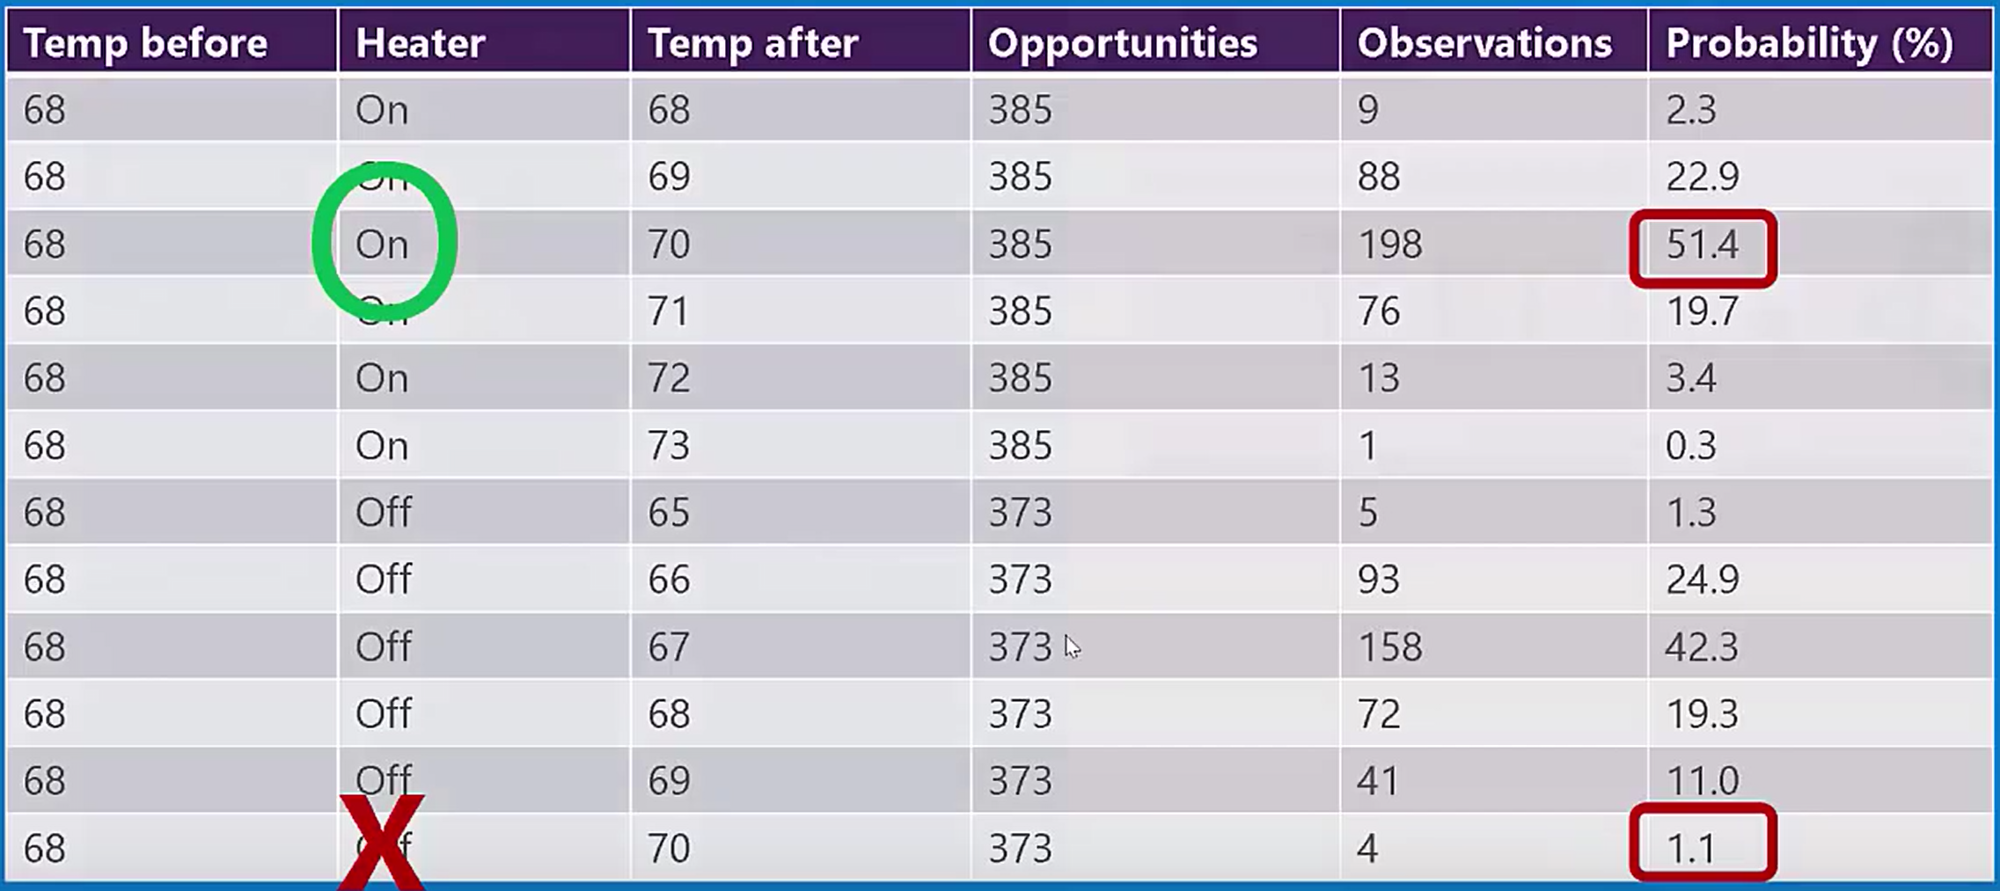 Temp before Heater Temp after Opportunities Observations Probability (%)
68 On 68 385 9 2.3
68 On 69 385 88 22.9
68 On 70 385 198 51.4
68 On 71 385 76 19.7
68 On 72 385 13 3.4
68 On 73 385 1 0.3
68 Off 65 373 5 1.3
68 Off 66 373 93 24.9
68 Off 67 373 158 42.3
68 Off 68 373 72 19.3
68 Off 69 373 41 11.0
68 Off 70 373 4 1.1